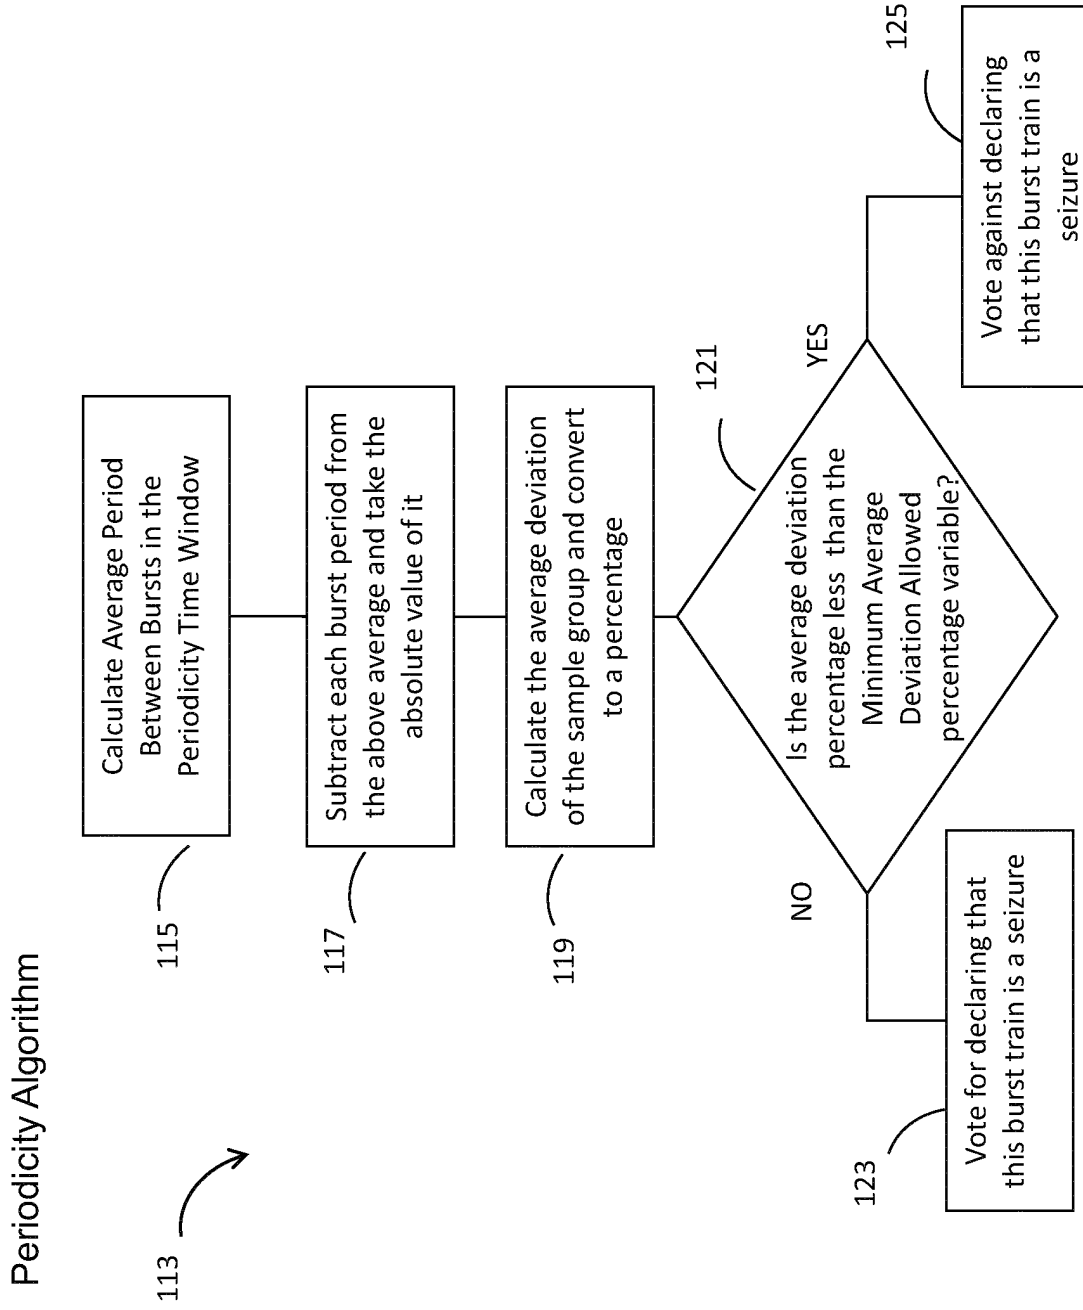 Periodicity Algorithm
113
Calculate Average Period
Between Bursts in the
Periodicity Time Window
115
Subtract each burst period from
the above average and take the
absolute value of it
117
Calculate the average deviation
of the sample group and convert
to a percentage
119
Is the average deviation
percentage less than the
Minimum Average
Deviation Allowed
percentage variable?
121
NO
YES
Vote for declaring that
this burst train is a seizure
123
Vote against declaring
that this burst train is a
seizure
125